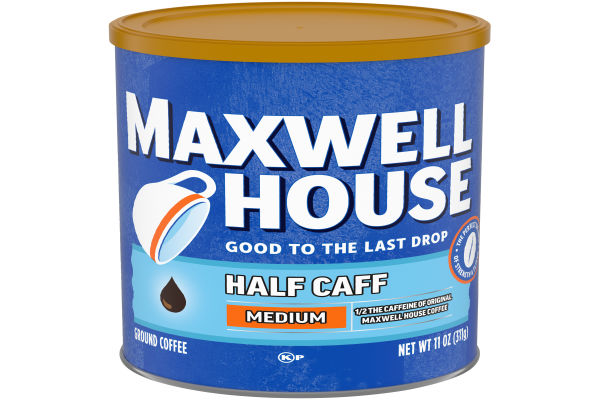 MAXWELL
HOUSE
GOOD TO THE LAST DROP
HALF CAFF
MEDIUM
1/2 THE CAFFEINE OF ORIGINAL
MAXWELL HOUSE COFFEE
GROUND COFFEE
NET WT 11 OZ (311g)
K P